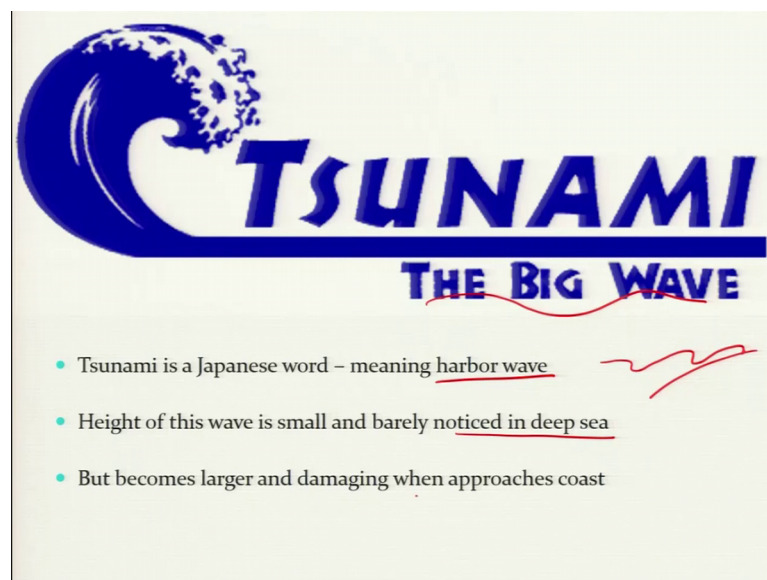 TSUNAMI
THE BIG WAVE
Tsunami is a Japanese word – meaning harbor wave
Height of this wave is small and barely noticed in deep sea
But becomes larger and damaging when approaches coast